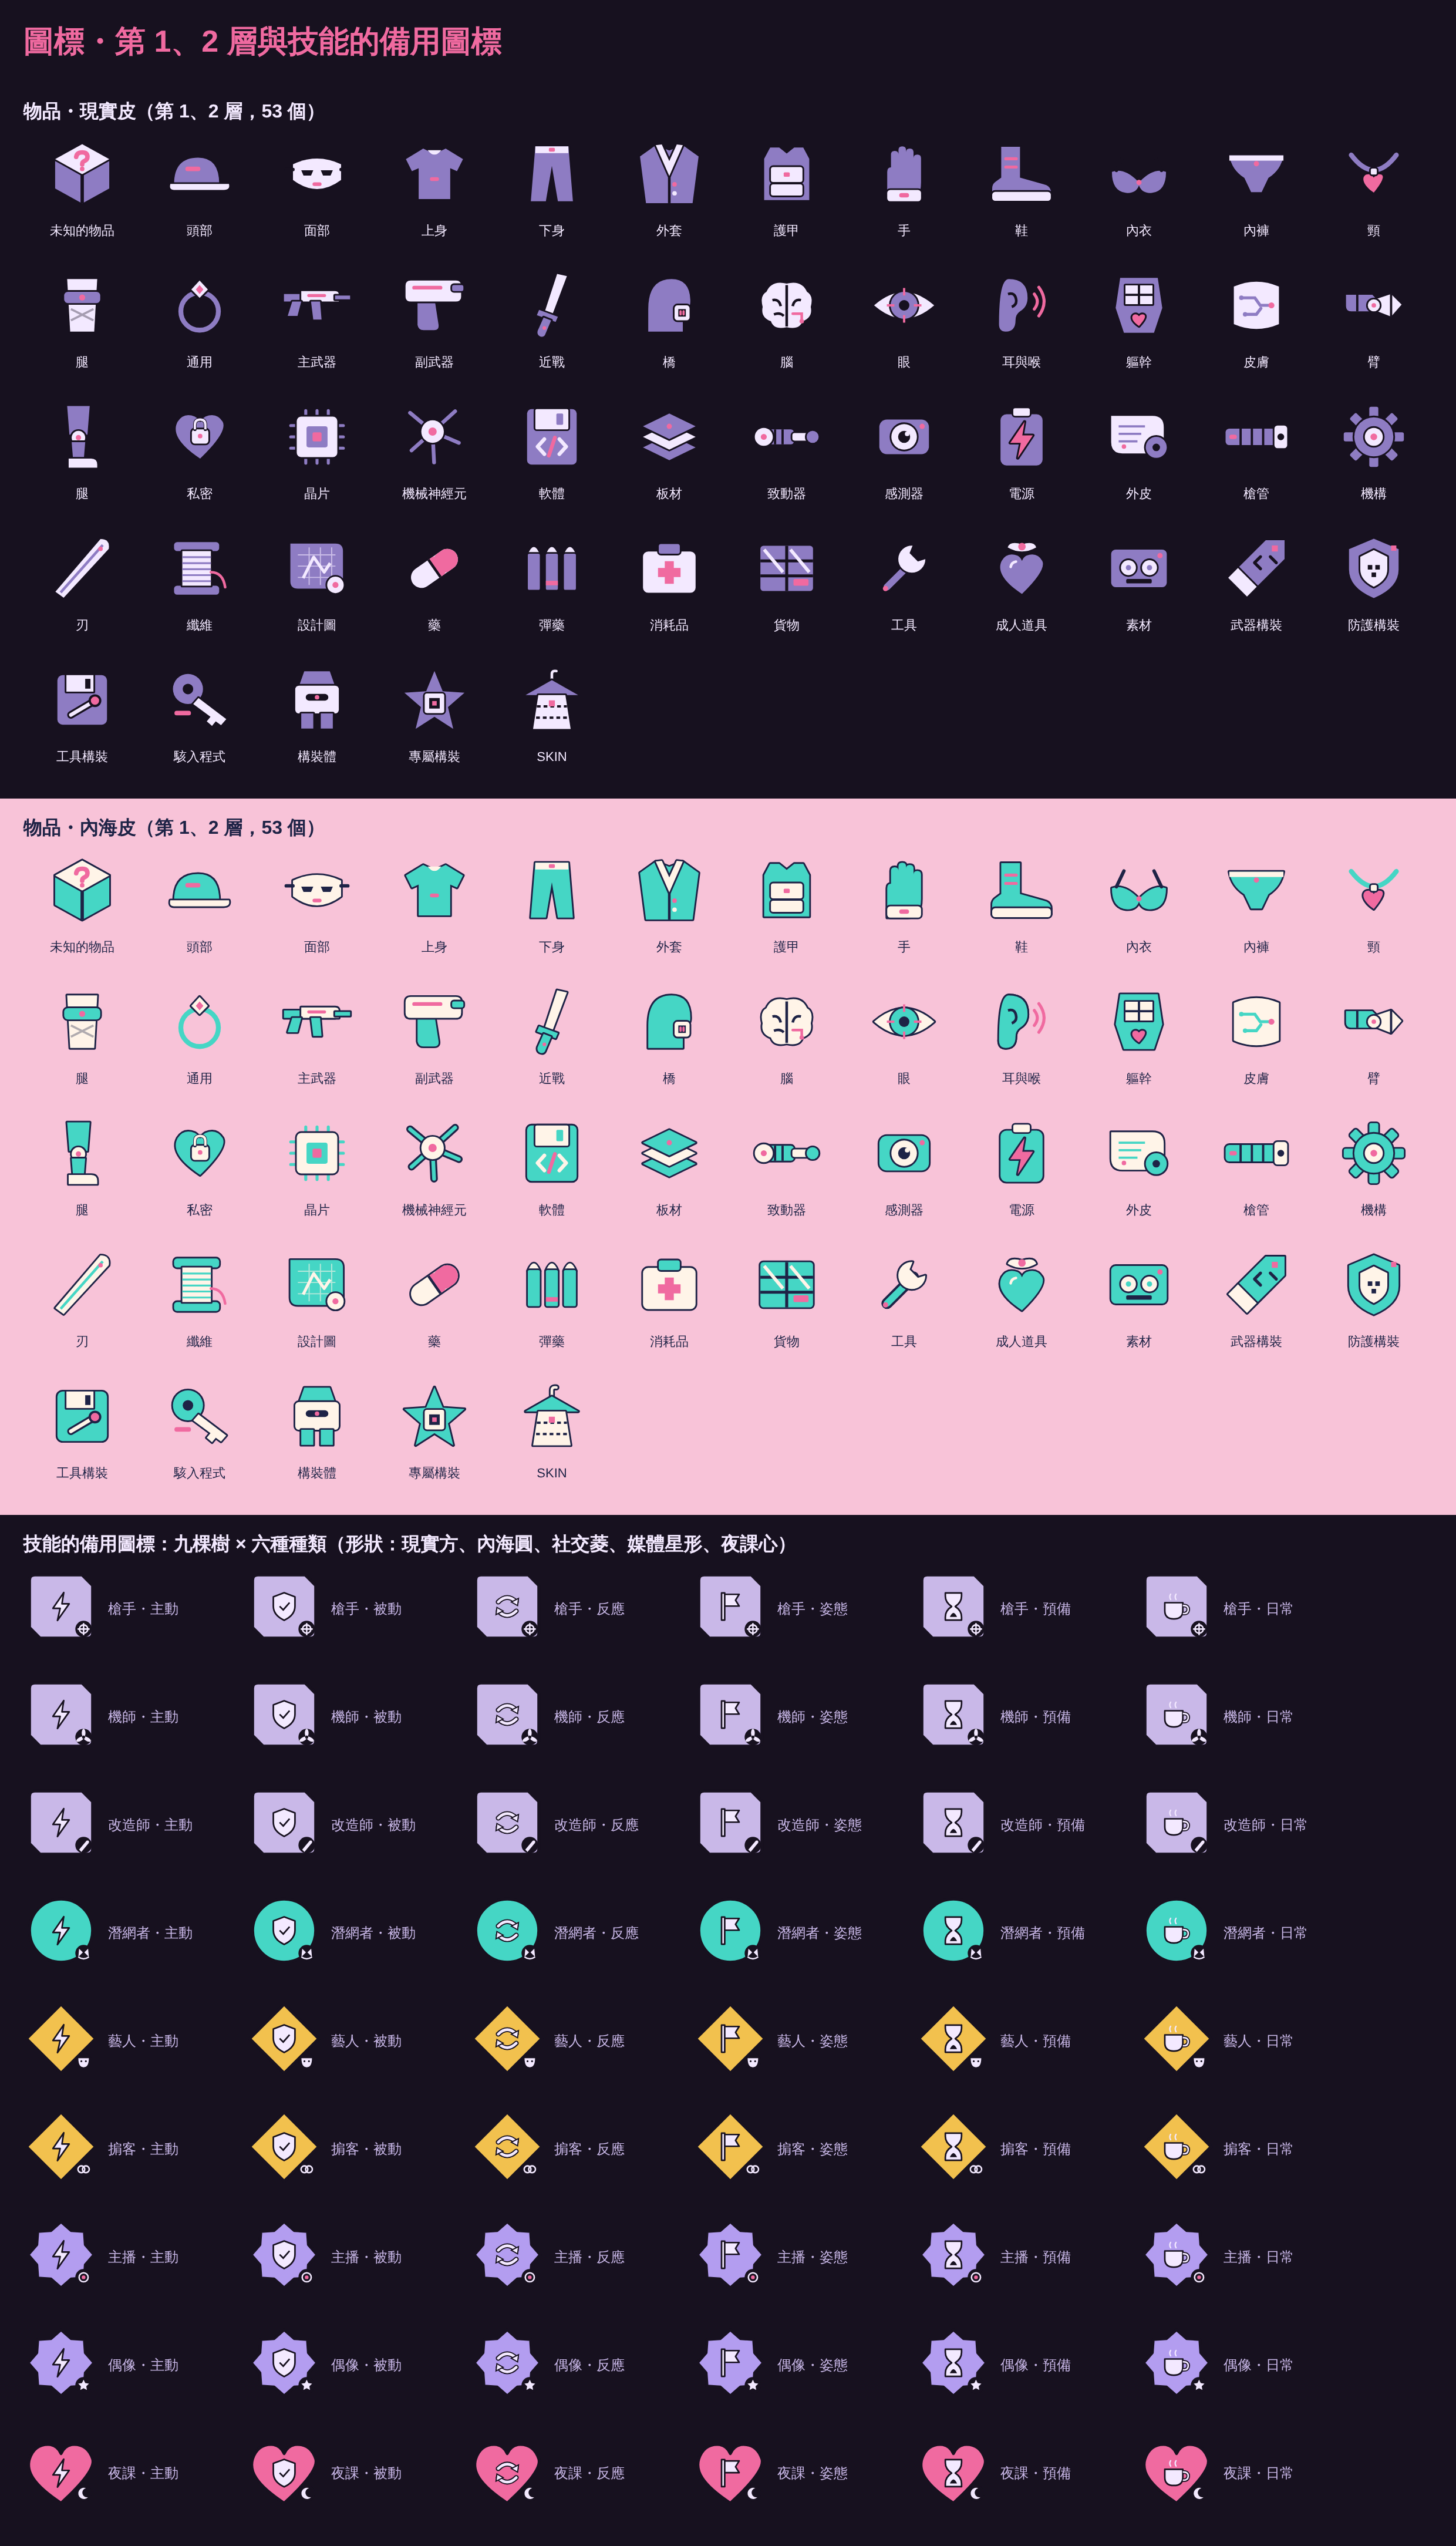 圖標・第 1、2 層與技能的備用圖標
物品・現實皮（第 1、2 層，53 個）
未知的物品 頭部 面部 上身 下身 外套 護甲 手 鞋 內衣 內褲 頸
腿 通用 主武器 副武器 近戰 橋 腦 眼 耳與喉 軀幹 皮膚 臂
腿 私密 晶片 機械神經元 軟體 板材 致動器 感測器 電源 外皮 槍管 機構
刃 纖維 設計圖 藥 彈藥 消耗品 貨物 工具 成人道具 素材 武器構裝 防護構裝
工具構裝 駭入程式 構裝體 專屬構裝 SKIN
物品・內海皮（第 1、2 層，53 個）
未知的物品 頭部 面部 上身 下身 外套 護甲 手 鞋 內衣 內褲 頸
腿 通用 主武器 副武器 近戰 橋 腦 眼 耳與喉 軀幹 皮膚 臂
腿 私密 晶片 機械神經元 軟體 板材 致動器 感測器 電源 外皮 槍管 機構
刃 纖維 設計圖 藥 彈藥 消耗品 貨物 工具 成人道具 素材 武器構裝 防護構裝
工具構裝 駭入程式 構裝體 專屬構裝 SKIN
技能的備用圖標：九棵樹 × 六種種類（形狀：現實方、內海圓、社交菱、媒體星形、夜課心）
槍手・主動 槍手・被動 槍手・反應 槍手・姿態 槍手・預備 槍手・日常
機師・主動 機師・被動 機師・反應 機師・姿態 機師・預備 機師・日常
改造師・主動 改造師・被動 改造師・反應 改造師・姿態 改造師・預備 改造師・日常
潛網者・主動 潛網者・被動 潛網者・反應 潛網者・姿態 潛網者・預備 潛網者・日常
藝人・主動 藝人・被動 藝人・反應 藝人・姿態 藝人・預備 藝人・日常
掮客・主動 掮客・被動 掮客・反應 掮客・姿態 掮客・預備 掮客・日常
主播・主動 主播・被動 主播・反應 主播・姿態 主播・預備 主播・日常
偶像・主動 偶像・被動 偶像・反應 偶像・姿態 偶像・預備 偶像・日常
夜課・主動 夜課・被動 夜課・反應 夜課・姿態 夜課・預備 夜課・日常